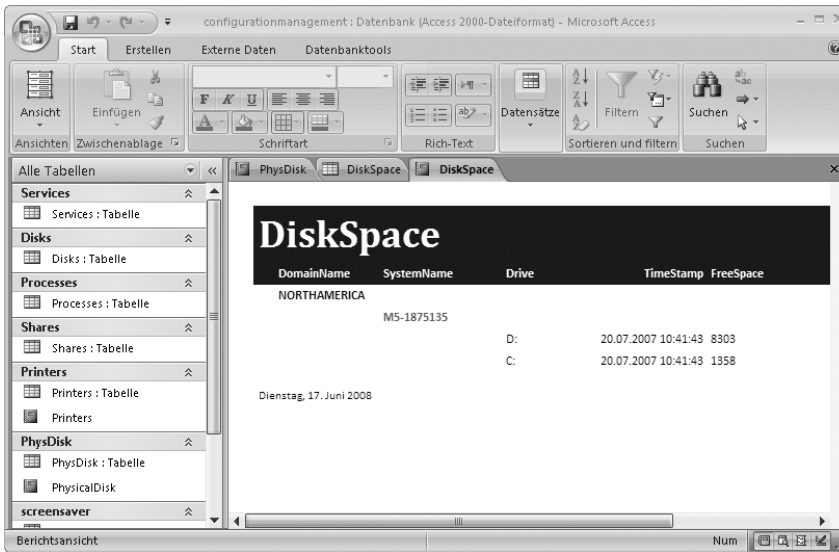 configurationmanagement : Datenbank (Access 2000-Dateiformat) - Microsoft Access
Start Erstellen Externe Daten Datenbanktools
Ansicht
Einfügen
F K U
A
Datensätze
Filtern
Suchen
Ansichten Zwischenablage Schriftart Rich-Text Sortieren und filtern Suchen
Alle Tabellen
PhysDisk DiskSpace DiskSpace
Services
Services : Tabelle
Disks
Disks : Tabelle
Processes
Processes : Tabelle
Shares
Shares : Tabelle
Printers
Printers : Tabelle
Printers
PhysDisk
PhysDisk : Tabelle
PhysicalDisk
screensaver
DiskSpace
DomainName SystemName Drive TimeStamp FreeSpace
NORTHAMERICA
M5-1875135
D: 20.07.2007 10:41:43 8303
C: 20.07.2007 10:41:43 1358
Dienstag, 17. Juni 2008
Berichtsansicht Num